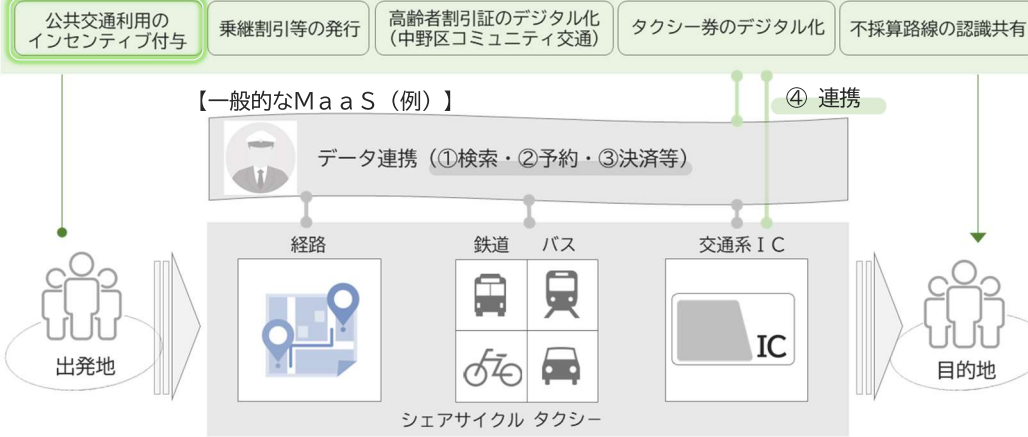 公共交通利用の
インセンティブ付与
乗継割引等の発行
高齢者割引証のデジタル化
（中野区コミュニティ交通）
タクシー券のデジタル化
不採算路線の認識共有
【一般的なＭａａＳ（例）】
④ 連携
データ連携（①検索・②予約・③決済等）
経路
鉄道 バス
交通系ＩＣ
IC
出発地
目的地
シェアサイクル タクシー